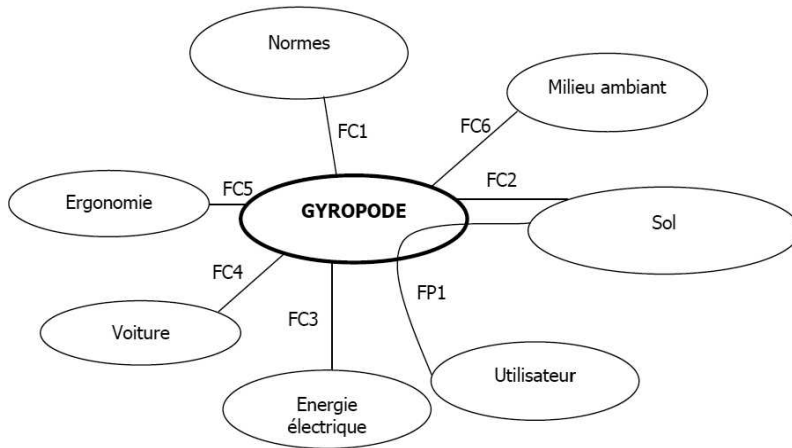 Normes
Milieu ambiant
FC1
FC6
FC5
FC2
Ergonomie
GYROPODE
Sol
FC4
FP1
FC3
Voiture
Utilisateur
Energie
électrique